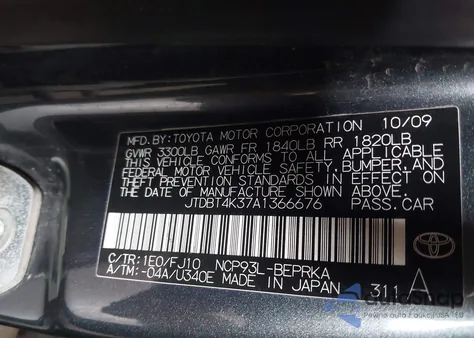 MFD.BY:TOYOTA MOTOR CORPORATION 10/09
GVWR 3300LB GAWR FR 1840LB RR 1820LB
THIS VEHICLE CONFORMS TO ALL APPLICABLE
FEDERAL MOTOR VEHICLE SAFETY, BUMPER, AND
THEFT PREVENTION STANDARDS IN EFFECT ON
THE DATE OF MANUFACTURE SHOWN ABOVE.
JTDBT4K37A1366676 PASS.CAR
C/TR:1E0/FJ10 NCP93L-BEPRKA
A/TM:-04A/U340E MADE IN JAPAN 311 A
TOYOTA